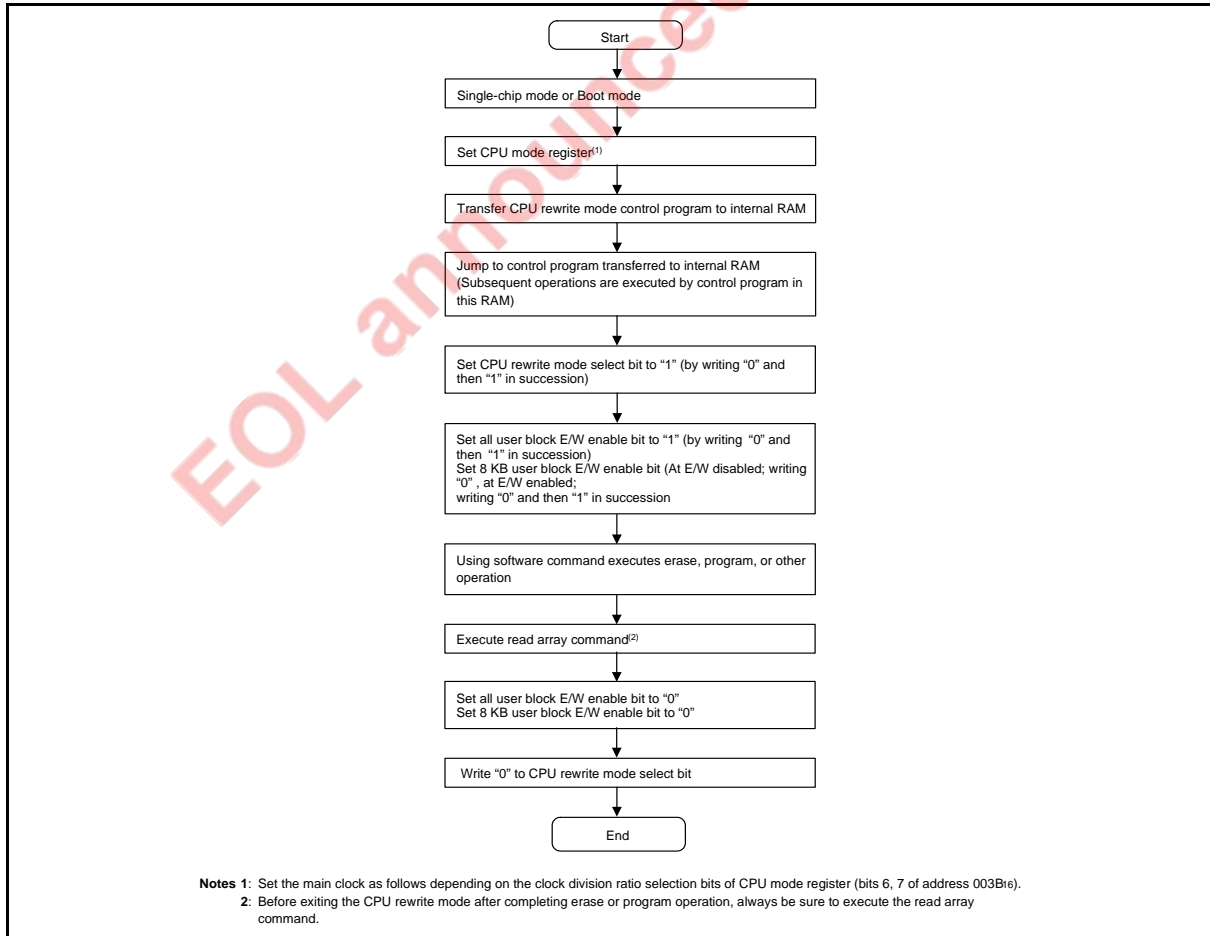 Start
Single-chip mode or Boot mode
Set CPU mode register(1)
Transfer CPU rewrite mode control program to internal RAM
Jump to control program transferred to internal RAM
(Subsequent operations are executed by control program in
this RAM)
Set CPU rewrite mode select bit to “1” (by writing “0” and
then “1” in succession)
Set all user block E/W enable bit to “1” (by writing “0” and
then “1” in succession)
Set 8 KB user block E/W enable bit (At E/W disabled; writing
“0” , at E/W enabled;
writing “0” and then “1” in succession
Using software command executes erase, program, or other
operation
Execute read array command(2)
Set all user block E/W enable bit to “0”
Set 8 KB user block E/W enable bit to “0”
Write “0” to CPU rewrite mode select bit
End
Notes 1: Set the main clock as follows depending on the clock division ratio selection bits of CPU mode register (bits 6, 7 of address 003B16).
2: Before exiting the CPU rewrite mode after completing erase or program operation, always be sure to execute the read array
command.
EOL announce